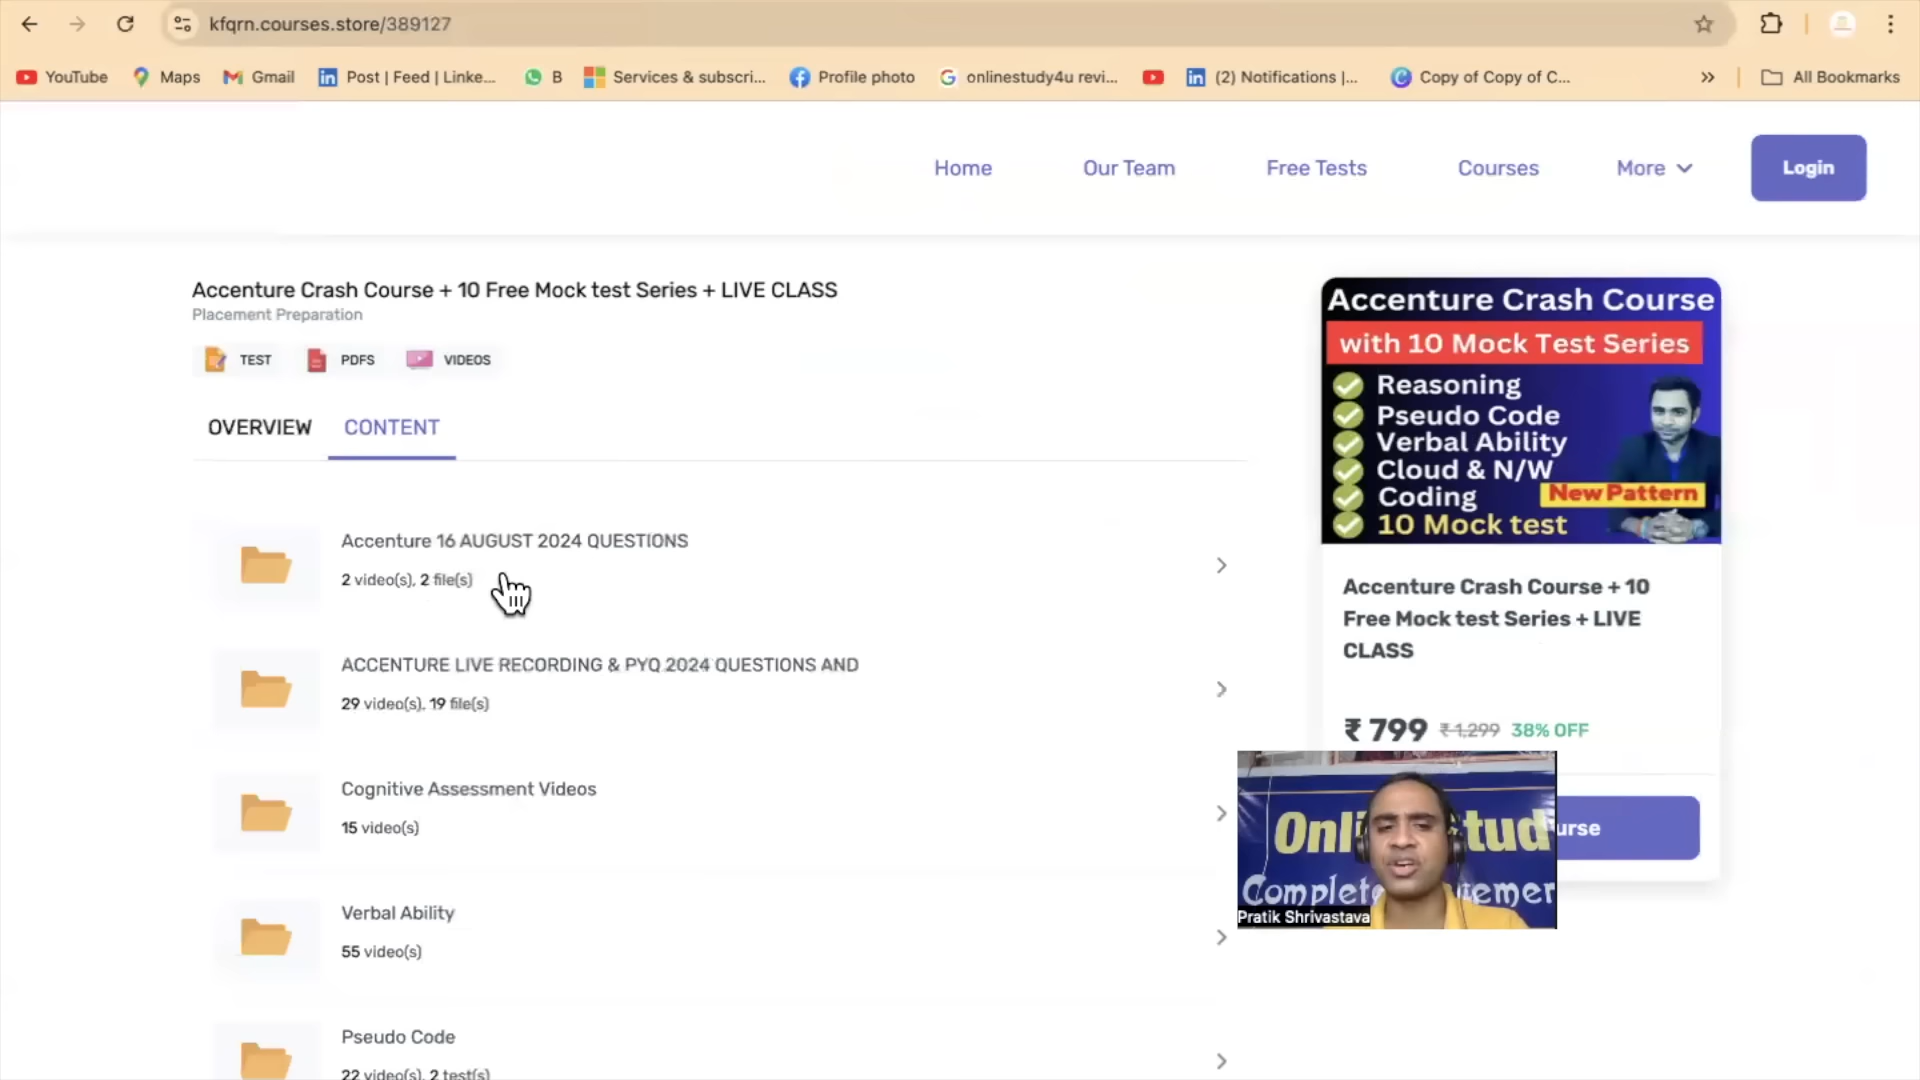 kfqrn.courses.store/389127
YouTube Maps Gmail Post | Feed | Linke... B Services & subscri... Profile photo onlinestudy4u revi... (2) Notifications |... Copy of Copy of C... » All Bookmarks
Home Our Team Free Tests Courses More Login
Accenture Crash Course + 10 Free Mock test Series + LIVE CLASS
Placement Preparation
TEST PDFS VIDEOS
OVERVIEW CONTENT
Accenture 16 AUGUST 2024 QUESTIONS
2 video(s), 2 file(s)
ACCENTURE LIVE RECORDING & PYQ 2024 QUESTIONS AND
29 video(s), 19 file(s)
Cognitive Assessment Videos
15 video(s)
Verbal Ability
55 video(s)
Pseudo Code
22 video(s), 2 test(s)
Accenture Crash Course
with 10 Mock Test Series
Reasoning
Pseudo Code
Verbal Ability
Cloud & N/W
Coding
New Pattern
10 Mock test
Accenture Crash Course + 10
Free Mock test Series + LIVE
CLASS
₹ 799 ₹ 1,299 38% OFF
Pratik Shrivastava